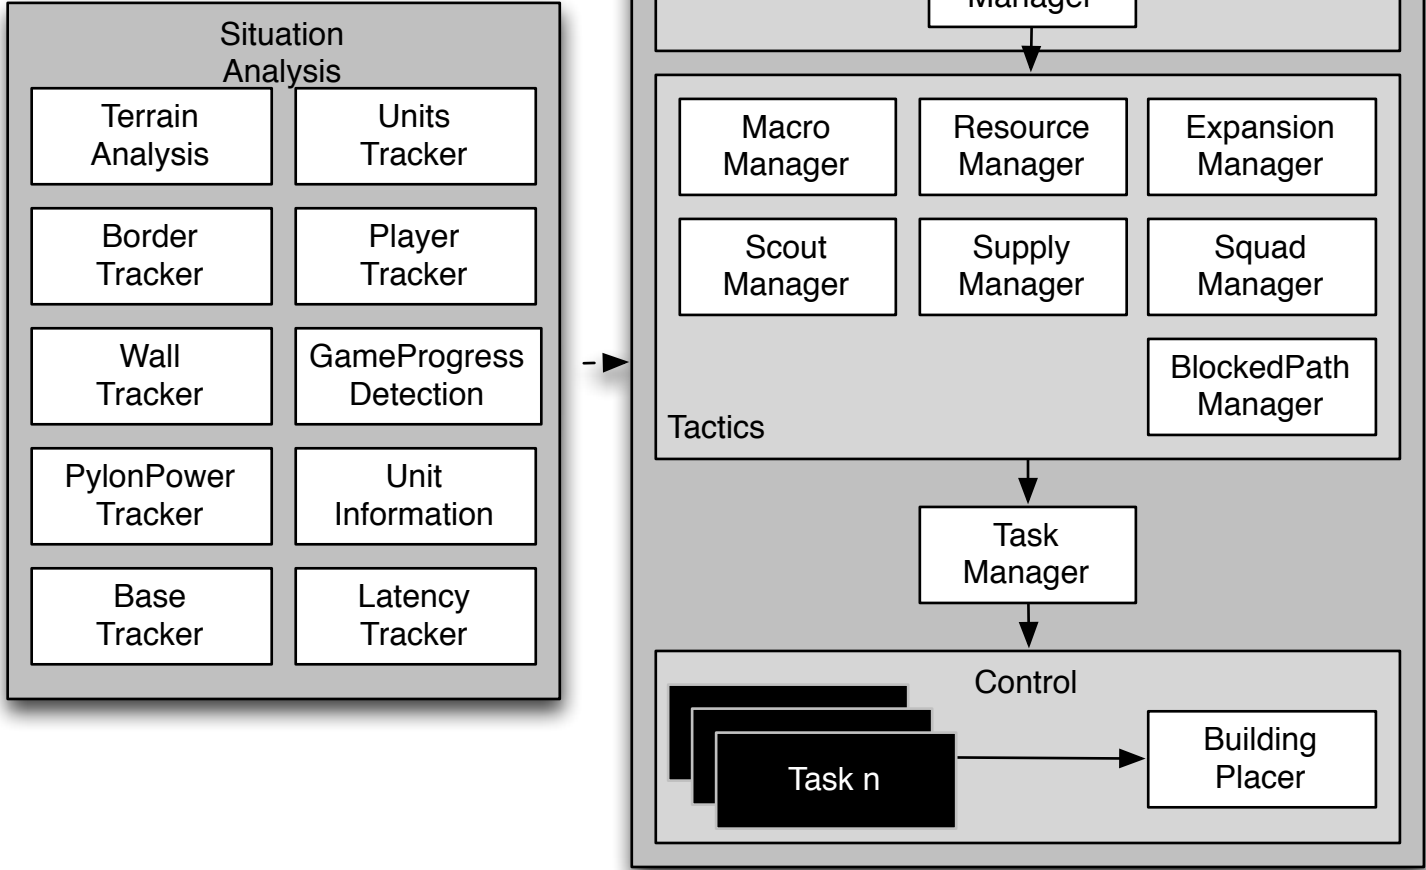 Situation
Analysis
Terrain
Analysis
Units
Tracker
Border
Tracker
Player
Tracker
Wall
Tracker
GameProgress
Detection
PylonPower
Tracker
Unit
Information
Base
Tracker
Latency
Tracker
Manager
Macro
Manager
Resource
Manager
Expansion
Manager
Scout
Manager
Supply
Manager
Squad
Manager
BlockedPath
Manager
Tactics
Task
Manager
Control
Task n
Building
Placer